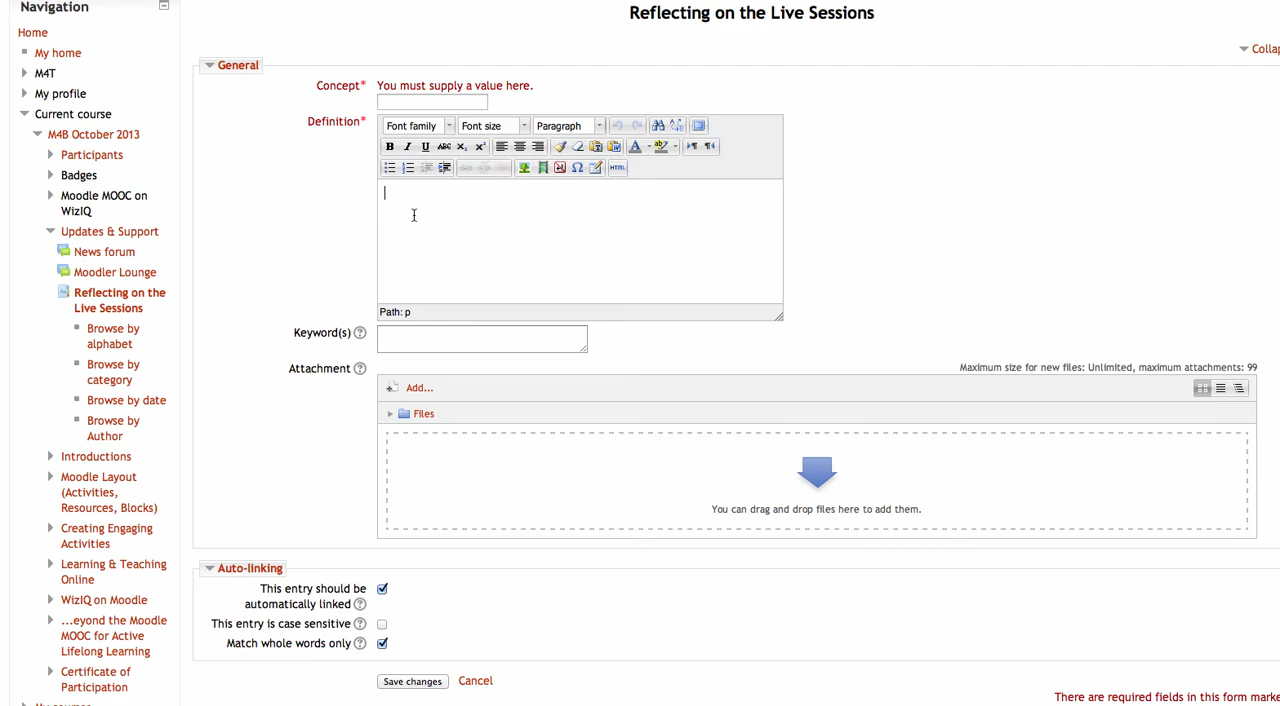 Navigation
Home
My home
M4T
My profile
Current course
M4B October 2013
Participants
Badges
Moodle MOOC on
WizIQ
Updates & Support
News forum
Moodler Lounge
Reflecting on the
Live Sessions
Browse by
alphabet
Browse by
category
Browse by date
Browse by
Author
Introductions
Moodle Layout
(Activities,
Resources, Blocks)
Creating Engaging
Activities
Learning & Teaching
Online
WizIQ on Moodle
...eyond the Moodle
MOOC for Active
Lifelong Learning
Certificate of
Participation
Reflecting on the Live Sessions
Collap
General
Concept* You must supply a value here.
Definition*
Font family Font size Paragraph
B I U ABC X₂ X² A ab
Ω HTML
Path: p
Keyword(s)
Attachment
Maximum size for new files: Unlimited, maximum attachments: 99
Add...
Files
You can drag and drop files here to add them.
Auto-linking
This entry should be
automatically linked
This entry is case sensitive
Match whole words only
Save changes Cancel
There are required fields in this form marke